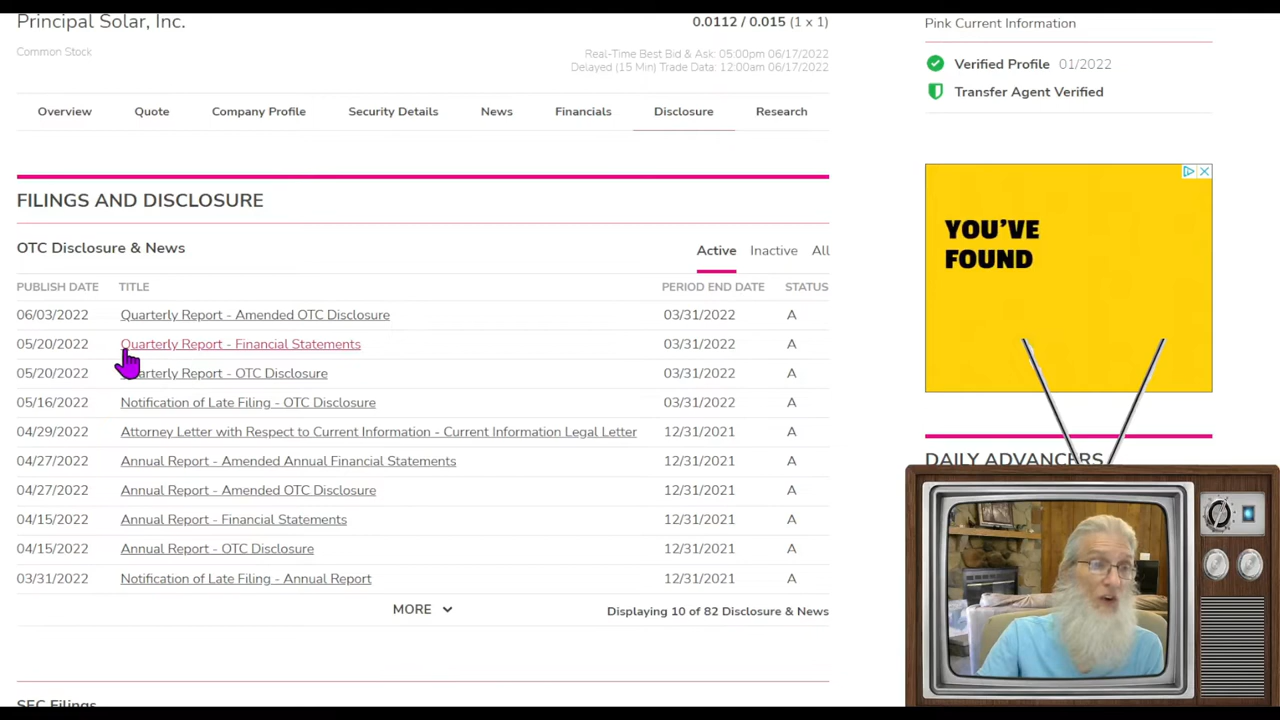 Principal Solar, Inc.
0.0112 / 0.015 (1 x 1)
Common Stock
Real-Time Best Bid & Ask: 05:00pm 06/17/2022
Delayed (15 Min) Trade Data: 12:00am 06/17/2022
Pink Current Information
Verified Profile 01/2022
Transfer Agent Verified
Overview Quote Company Profile Security Details News Financials Disclosure Research
FILINGS AND DISCLOSURE
OTC Disclosure & News
Active Inactive All
PUBLISH DATE TITLE PERIOD END DATE STATUS
06/03/2022 Quarterly Report - Amended OTC Disclosure 03/31/2022 A
05/20/2022 Quarterly Report - Financial Statements 03/31/2022 A
05/20/2022 Quarterly Report - OTC Disclosure 03/31/2022 A
05/16/2022 Notification of Late Filing - OTC Disclosure 03/31/2022 A
04/29/2022 Attorney Letter with Respect to Current Information - Current Information Legal Letter 12/31/2021 A
04/27/2022 Annual Report - Amended Annual Financial Statements 12/31/2021 A
04/27/2022 Annual Report - Amended OTC Disclosure 12/31/2021 A
04/15/2022 Annual Report - Financial Statements 12/31/2021 A
04/15/2022 Annual Report - OTC Disclosure 12/31/2021 A
03/31/2022 Notification of Late Filing - Annual Report 12/31/2021 A
MORE
Displaying 10 of 82 Disclosure & News
SEC Filings
YOU'VE
FOUND
DAILY ADVANCERS